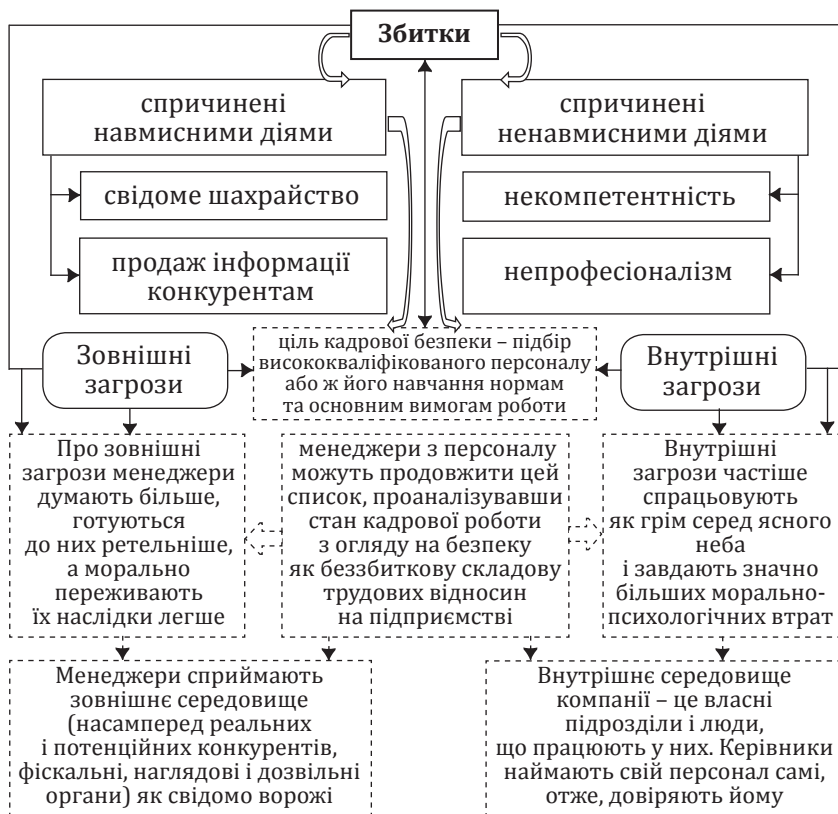 Збитки
спричинені
навмисними діями
спричинені
ненавмисними діями
свідоме шахрайство
некомпетентність
продаж інформації
конкурентам
непрофесіоналізм
Зовнішні
загрози
ціль кадрової безпеки – підбір
висококваліфікованого персоналу
або ж його навчання нормам
та основним вимогам роботи
Внутрішні
загрози
Про зовнішні
загрози менеджери
думають більше,
готуються
до них ретельніше,
а морально
переживають
їх наслідки легше
менеджери з персоналу
можуть продовжити цей
список, проаналізувавши
стан кадрової роботи
з огляду на безпеку
як беззбиткову складову
трудових відносин
на підприємстві
Внутрішні
загрози частіше
спрацьовують
як грім серед ясного
неба
і завдають значно
більших морально-
психологічних втрат
Менеджери сприймають
зовнішнє середовище
(насамперед реальних
і потенційних конкурентів,
фіскальні, наглядові і дозвільні
органи) як свідомо ворожі
Внутрішнє середовище
компанії – це власні
підрозділи і люди,
що працюють у них. Керівники
наймають свій персонал самі,
отже, довіряють йому